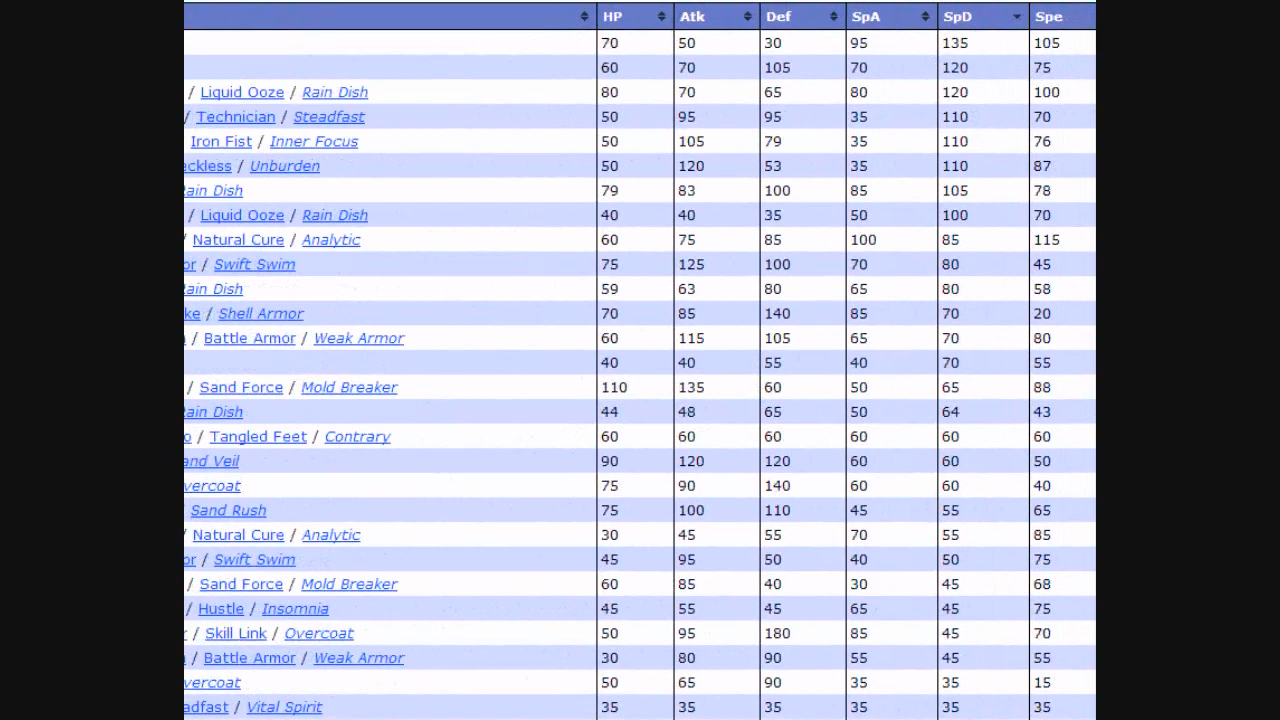 HP Atk Def SpA SpD Spe
70 50 30 95 135 105
60 70 105 70 120 75
/ Liquid Ooze / Rain Dish 80 70 65 80 120 100
/ Technician / Steadfast 50 95 95 35 110 70
Iron Fist / Inner Focus 50 105 79 35 110 76
eckless / Unburden 50 120 53 35 110 87
Rain Dish 79 83 100 85 105 78
/ Liquid Ooze / Rain Dish 40 40 35 50 100 70
/ Natural Cure / Analytic 60 75 85 100 85 115
or / Swift Swim 75 125 100 70 80 45
Rain Dish 59 63 80 65 80 58
ke / Shell Armor 70 85 140 85 70 20
/ Battle Armor / Weak Armor 60 115 105 65 70 80
40 40 55 40 70 55
/ Sand Force / Mold Breaker 110 135 60 50 65 88
Rain Dish 44 48 65 50 64 43
o / Tangled Feet / Contrary 60 60 60 60 60 60
and Veil 90 120 120 60 60 50
vercoat 75 90 140 60 60 40
Sand Rush 75 100 110 45 55 65
/ Natural Cure / Analytic 30 45 55 70 55 85
or / Swift Swim 45 95 50 40 50 75
/ Sand Force / Mold Breaker 60 85 40 30 45 68
/ Hustle / Insomnia 45 55 45 65 45 75
r / Skill Link / Overcoat 50 95 180 85 45 70
/ Battle Armor / Weak Armor 30 80 90 55 45 55
vercoat 50 65 90 35 35 15
adfast / Vital Spirit 35 35 35 35 35 35